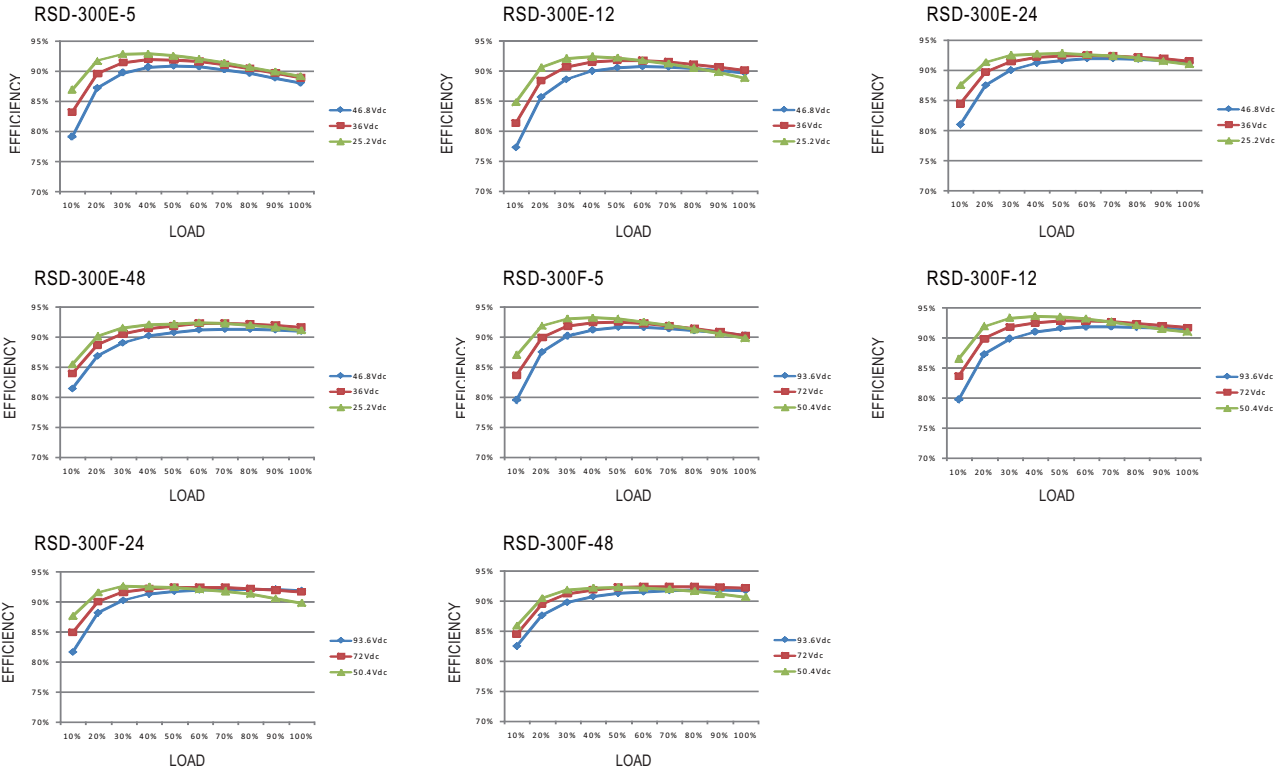 RSD-300E-5
EFFICIENCY
95%
90%
85%
80%
75%
70%
10% 20% 30% 40% 50% 60% 70% 80% 90% 100%
LOAD
46.8Vdc
36Vdc
25.2Vdc
RSD-300E-12
EFFICIENCY
95%
90%
85%
80%
75%
70%
10% 20% 30% 40% 50% 60% 70% 80% 90% 100%
LOAD
46.8Vdc
36Vdc
25.2Vdc
RSD-300E-24
EFFICIENCY
95%
90%
85%
80%
75%
70%
10% 20% 30% 40% 50% 60% 70% 80% 90% 100%
LOAD
46.8Vdc
36Vdc
25.2Vdc
RSD-300E-48
EFFICIENCY
95%
90%
85%
80%
75%
70%
10% 20% 30% 40% 50% 60% 70% 80% 90% 100%
LOAD
46.8Vdc
36Vdc
25.2Vdc
RSD-300F-5
EFFICIENCY
95%
90%
85%
80%
75%
70%
10% 20% 30% 40% 50% 60% 70% 80% 90% 100%
LOAD
93.6Vdc
72Vdc
50.4Vdc
RSD-300F-12
EFFICIENCY
95%
90%
85%
80%
75%
70%
10% 20% 30% 40% 50% 60% 70% 80% 90% 100%
LOAD
93.6Vdc
72Vdc
50.4Vdc
RSD-300F-24
EFFICIENCY
95%
90%
85%
80%
75%
70%
10% 20% 30% 40% 50% 60% 70% 80% 90% 100%
LOAD
93.6Vdc
72Vdc
50.4Vdc
RSD-300F-48
EFFICIENCY
95%
90%
85%
80%
75%
70%
10% 20% 30% 40% 50% 60% 70% 80% 90% 100%
LOAD
93.6Vdc
72Vdc
50.4Vdc